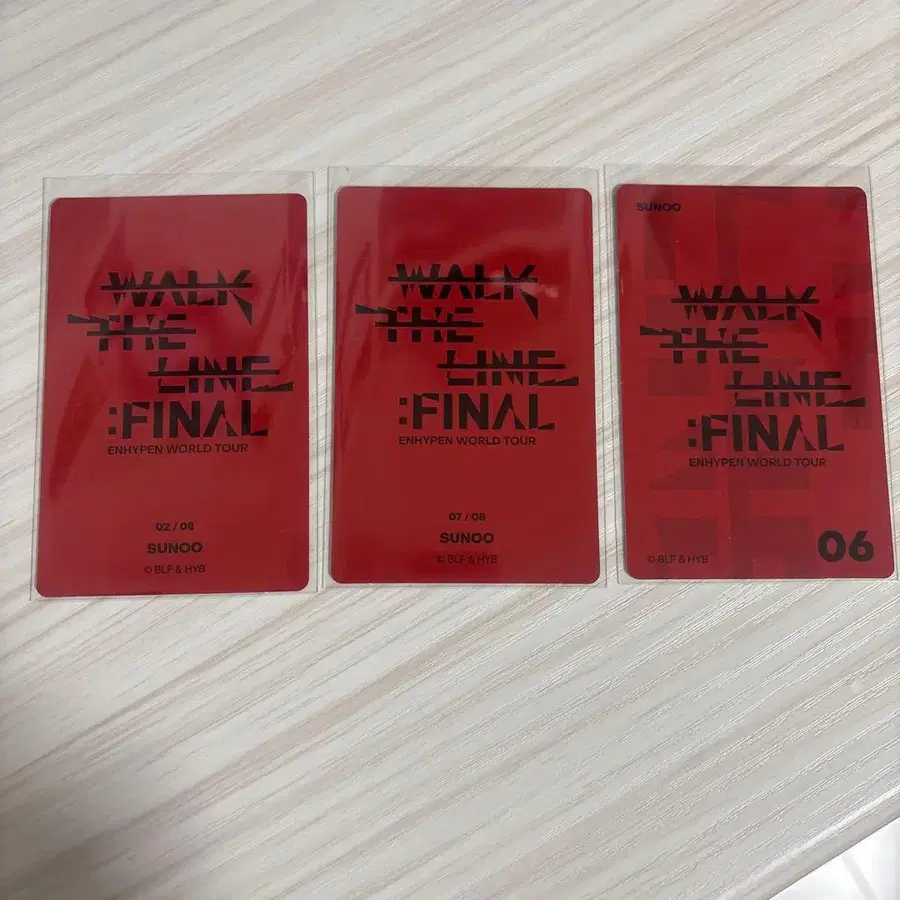 WALK
THE
LINE
:FINAL
ENHYPEN WORLD TOUR
02 / 08
SUNOO
© BLF & HYB
WALK
THE
LINE
:FINAL
ENHYPEN WORLD TOUR
07 / 08
SUNOO
© BLF & HYB
SUNOO
WALK
THE
LINE
:FINAL
ENHYPEN WORLD TOUR
© BLF & HYB
06